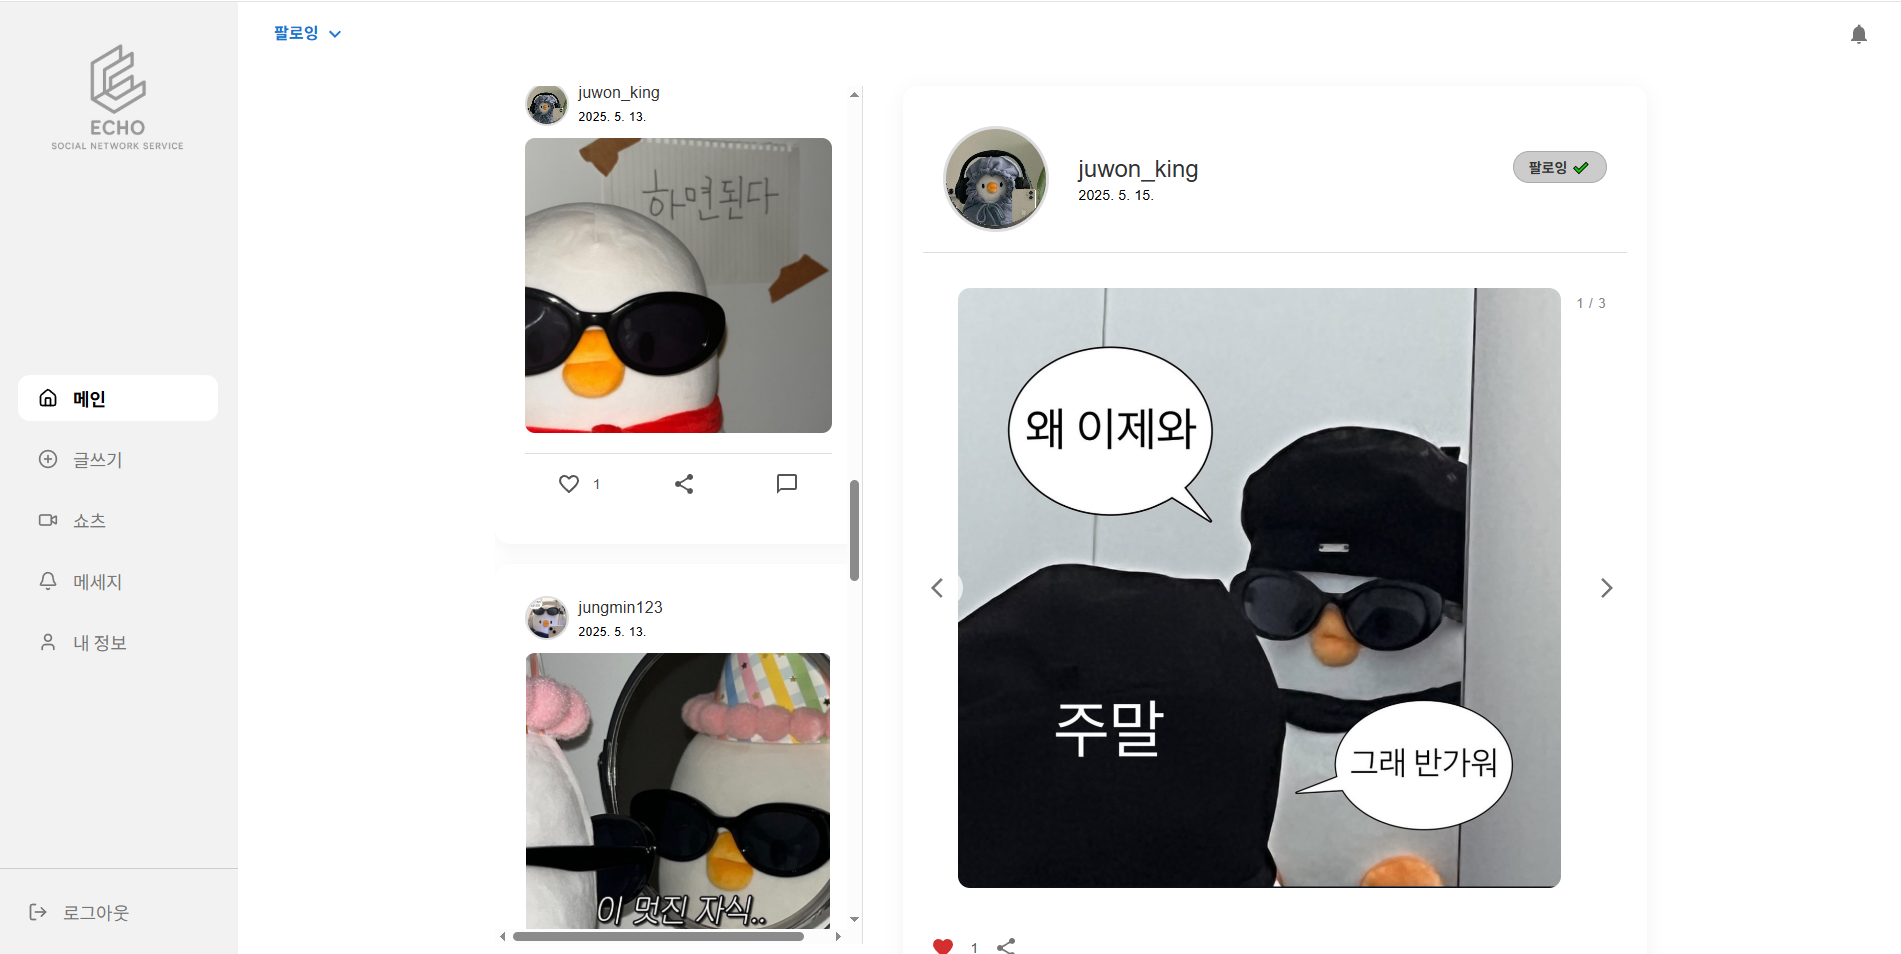 팔로잉
ECHO
SOCIAL NETWORK SERVICE
메인
글쓰기
쇼츠
메세지
내 정보
로그아웃
juwon_king
2025. 5. 13.
하면된다
1
jungmin123
2025. 5. 13.
이 멋진 자식..
juwon_king
2025. 5. 15.
팔로잉
1 / 3
왜 이제와
주말
그래 반가워
1